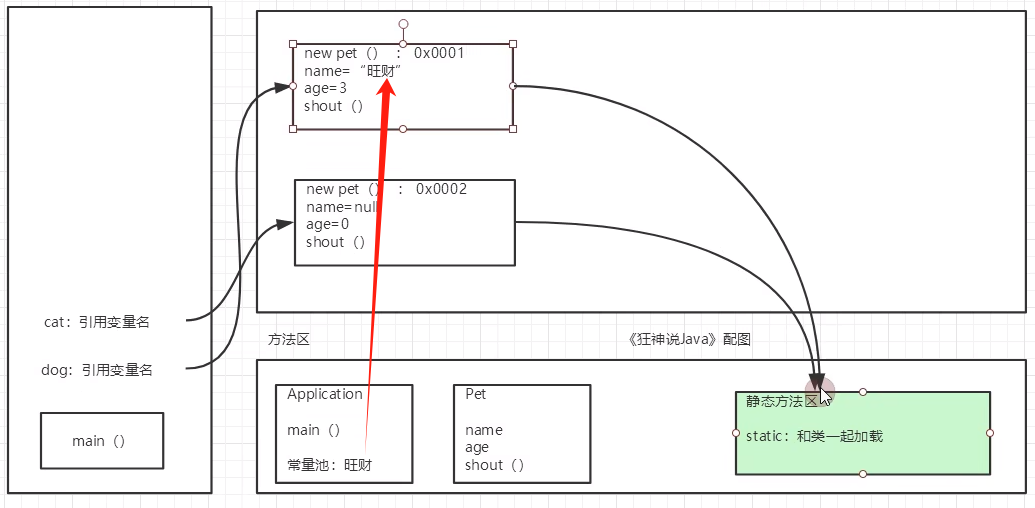 new pet（） ： 0x0001
name= “旺财”
age=3
shout（）
new pet（） ： 0x0002
name=null
age=0
shout（）
cat：引用变量名
dog：引用变量名
main（）
方法区
《狂神说Java》配图
Application
main（）
常量池：旺财
Pet
name
age
shout（）
静态方法区
static：和类一起加载